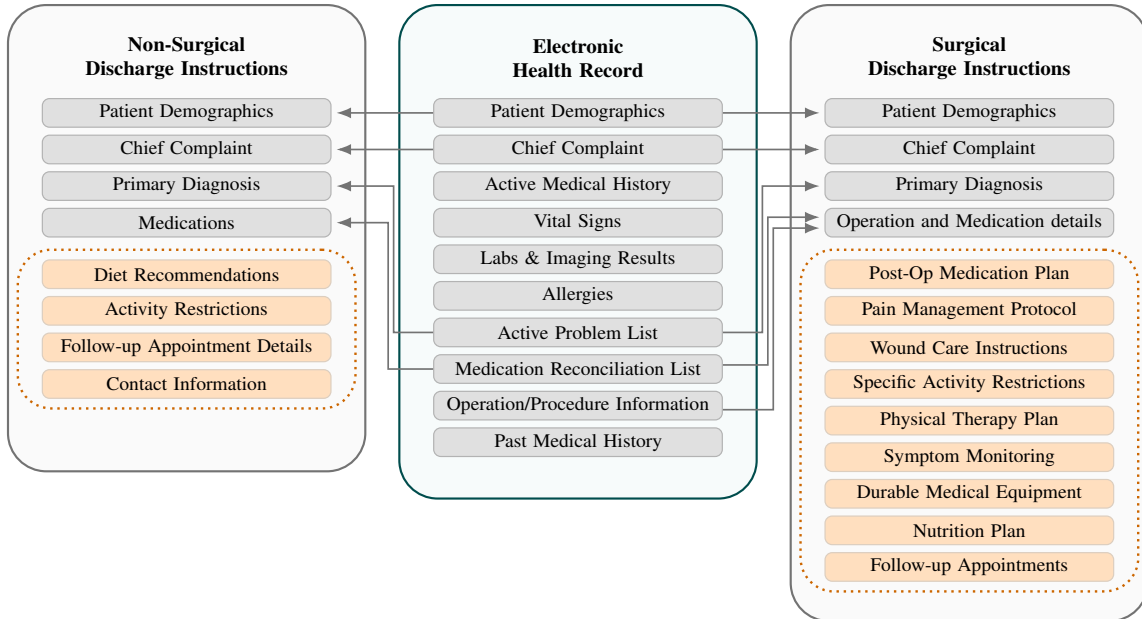 Non-Surgical
Discharge Instructions
Patient Demographics
Chief Complaint
Primary Diagnosis
Medications
Diet Recommendations
Activity Restrictions
Follow-up Appointment Details
Contact Information
Electronic
Health Record
Patient Demographics
Chief Complaint
Active Medical History
Vital Signs
Labs & Imaging Results
Allergies
Active Problem List
Medication Reconciliation List
Operation/Procedure Information
Past Medical History
Surgical
Discharge Instructions
Patient Demographics
Chief Complaint
Primary Diagnosis
Operation and Medication details
Post-Op Medication Plan
Pain Management Protocol
Wound Care Instructions
Specific Activity Restrictions
Physical Therapy Plan
Symptom Monitoring
Durable Medical Equipment
Nutrition Plan
Follow-up Appointments